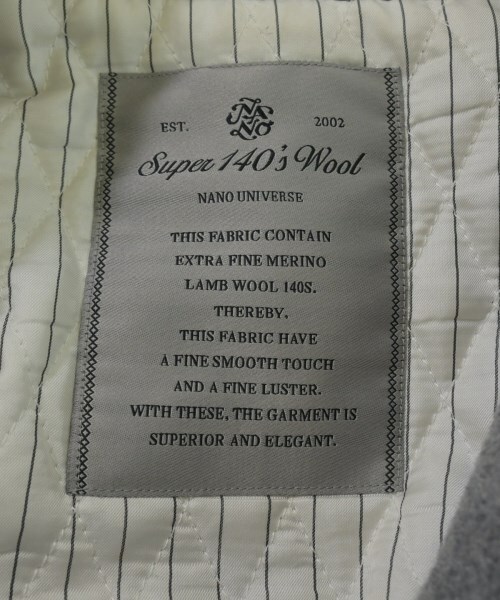 NANO
EST. 2002
Super 140's Wool
NANO UNIVERSE
THIS FABRIC CONTAIN
EXTRA FINE MERINO
LAMB WOOL 140S.
THEREBY,
THIS FABRIC HAVE
A FINE SMOOTH TOUCH
AND A FINE LUSTER.
WITH THESE, THE GARMENT IS
SUPERIOR AND ELEGANT.